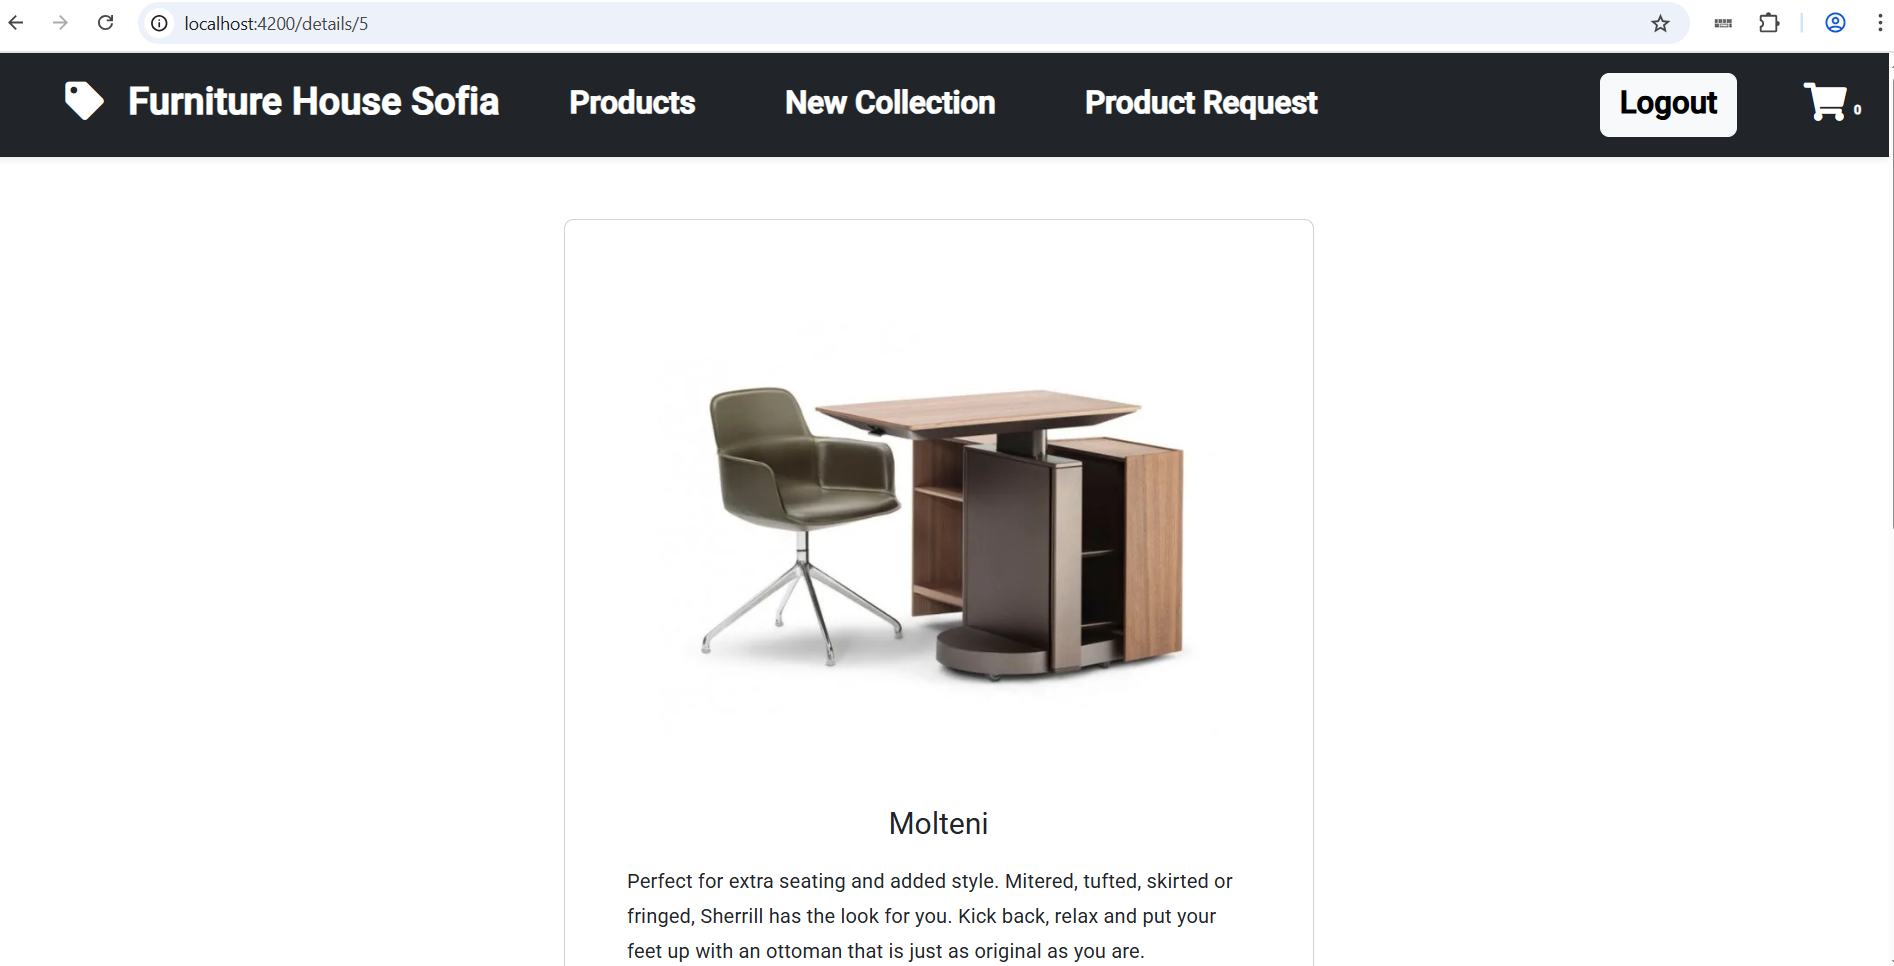 localhost:4200/details/5
Furniture House Sofia
Products
New Collection
Product Request
Logout
0
Molteni
Perfect for extra seating and added style. Mitered, tufted, skirted or
fringed, Sherrill has the look for you. Kick back, relax and put your
feet up with an ottoman that is just as original as you are.